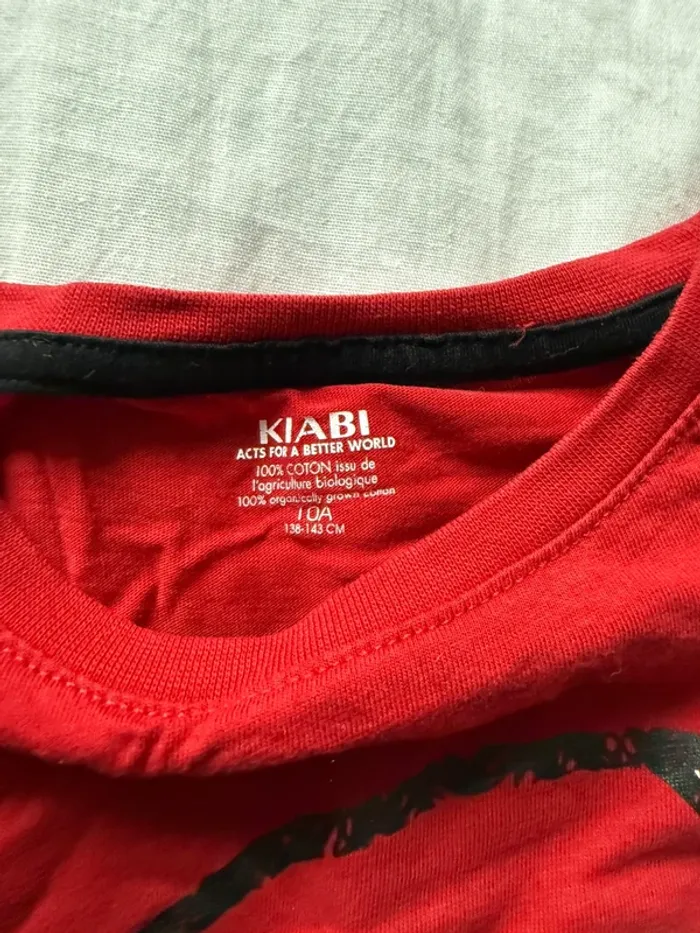 KIABI
ACTS FOR A BETTER WORLD
100% COTON issu de
l'agriculture biologique
100% organically grown cotton
10A
138-143 CM